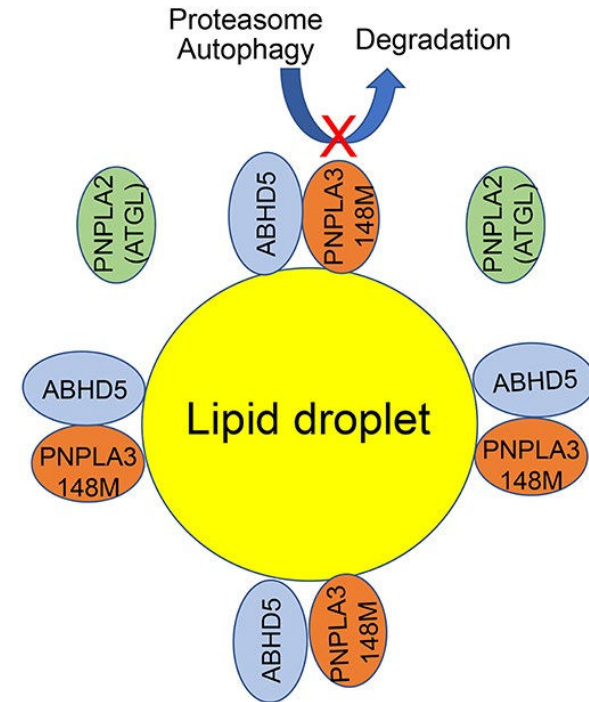 Proteasome
Autophagy
Degradation
PNPLA2
(ATGL)
ABHD5
PNPLA3
148M
PNPLA2
(ATGL)
ABHD5
PNPLA3
148M
Lipid droplet
ABHD5
PNPLA3
148M
ABHD5
PNPLA3
148M